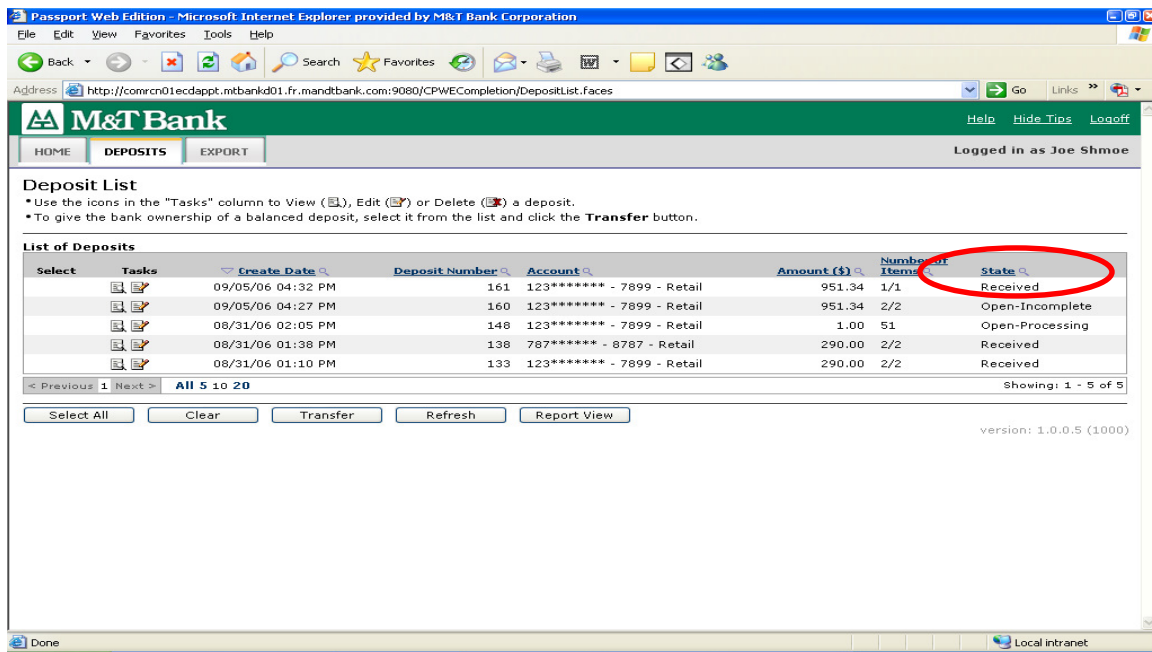 Passport Web Edition - Microsoft Internet Explorer provided by M&T Bank Corporation
File Edit View Favorites Tools Help
Back Search Favorites
Address http://comrcn01ecdappt.mtbankd01.fr.mandtbank.com:9080/CPWECompletion/DepositList.faces Go Links »
M&T Bank Help Hide Tips Logoff
HOME DEPOSITS EXPORT Logged in as Joe Shmoe
Deposit List
• Use the icons in the "Tasks" column to View ( ), Edit ( ) or Delete ( ) a deposit.
• To give the bank ownership of a balanced deposit, select it from the list and click the Transfer button.
List of Deposits
Select Tasks Create Date Deposit Number Account Amount ($) Number of Items State
09/05/06 04:32 PM 161 123******* - 7899 - Retail 951.34 1/1 Received
09/05/06 04:27 PM 160 123******* - 7899 - Retail 951.34 2/2 Open-Incomplete
08/31/06 02:05 PM 148 123******* - 7899 - Retail 1.00 51 Open-Processing
08/31/06 01:38 PM 138 787****** - 8787 - Retail 290.00 2/2 Received
08/31/06 01:10 PM 133 123******* - 7899 - Retail 290.00 2/2 Received
< Previous 1 Next > All 5 10 20 Showing: 1 - 5 of 5
Select All Clear Transfer Refresh Report View
version: 1.0.0.5 (1000)
Done Local intranet